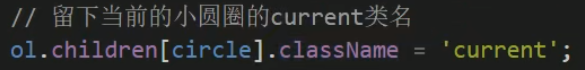 // 留下当前的小圆圈的current类名
ol.children[circle].className = 'current';